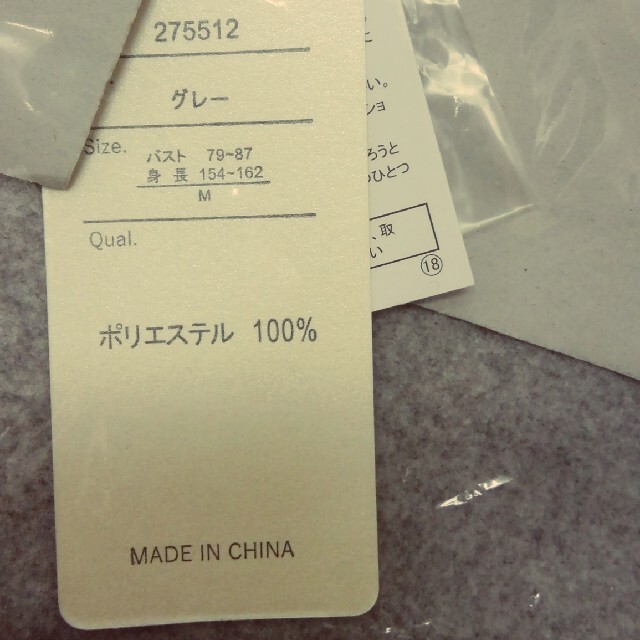 275512
グレー
Size.
バスト 79~87
身長 154~162
M
Qual.
ポリエステル 100%
MADE IN CHINA
い。
ショ
ろうと
ひとつ
、取
い
⑱